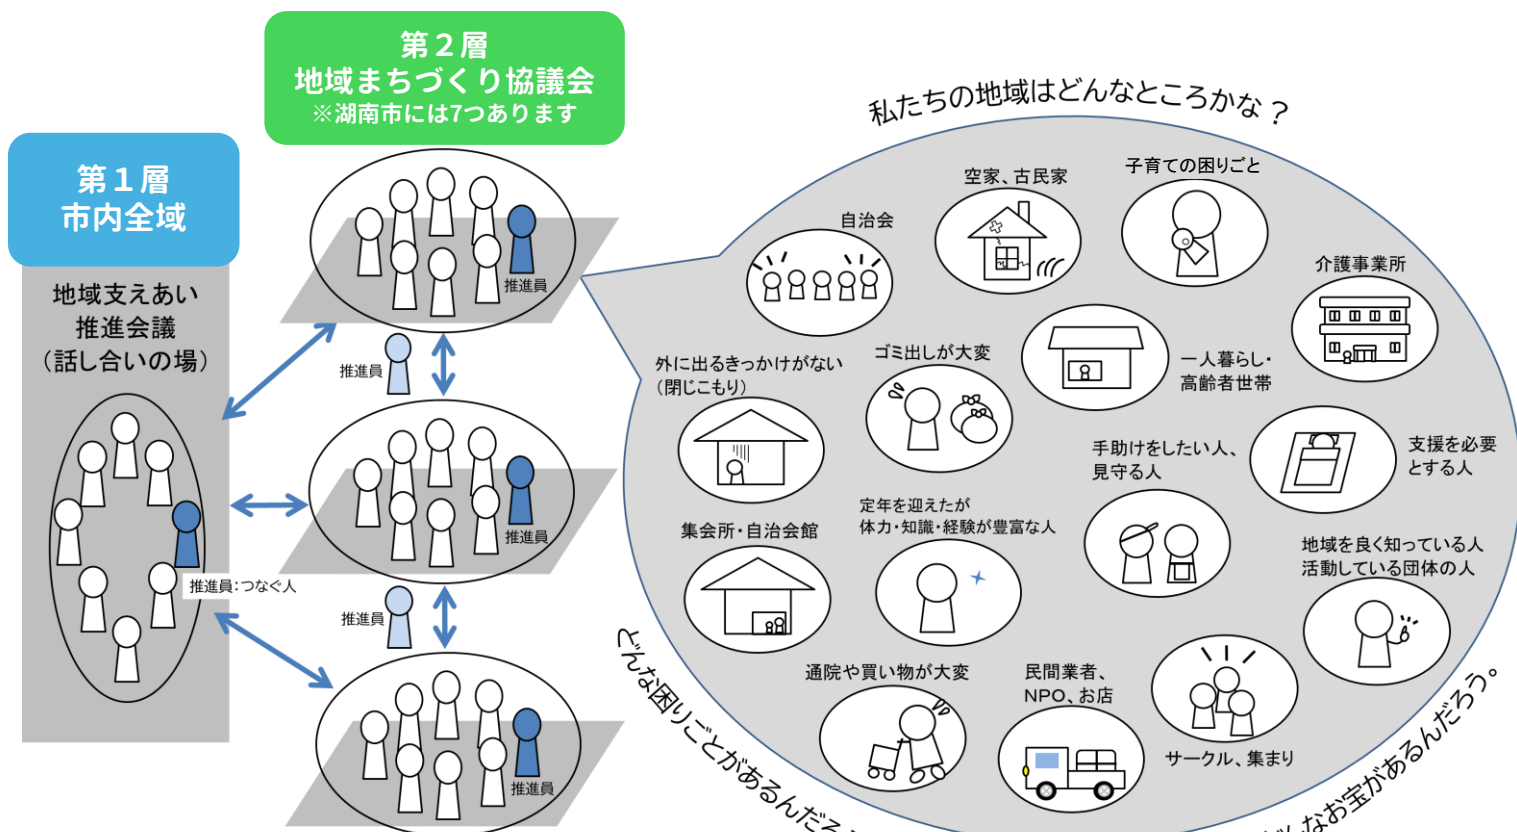 第２層
地域まちづくり協議会
※湖南市には7つあります
第１層
市内全域
地域支えあい
推進会議
（話し合いの場）
推進員：つなぐ人
推進員
推進員
推進員
推進員
推進員
私たちの地域はどんなところかな？
自治会
空家、古民家
子育ての困りごと
介護事業所
外に出るきっかけがない
（閉じこもり）
ゴミ出しが大変
一人暮らし・
高齢者世帯
支援を必要
とする人
手助けをしたい人、
見守る人
集会所・自治会館
定年を迎えたが
体力・知識・経験が豊富な人
地域を良く知っている人
活動している団体の人
通院や買い物が大変
民間業者、
NPO、お店
サークル、集まり
どんな困りごとがあるんだろ
んなお宝があるんだろう。